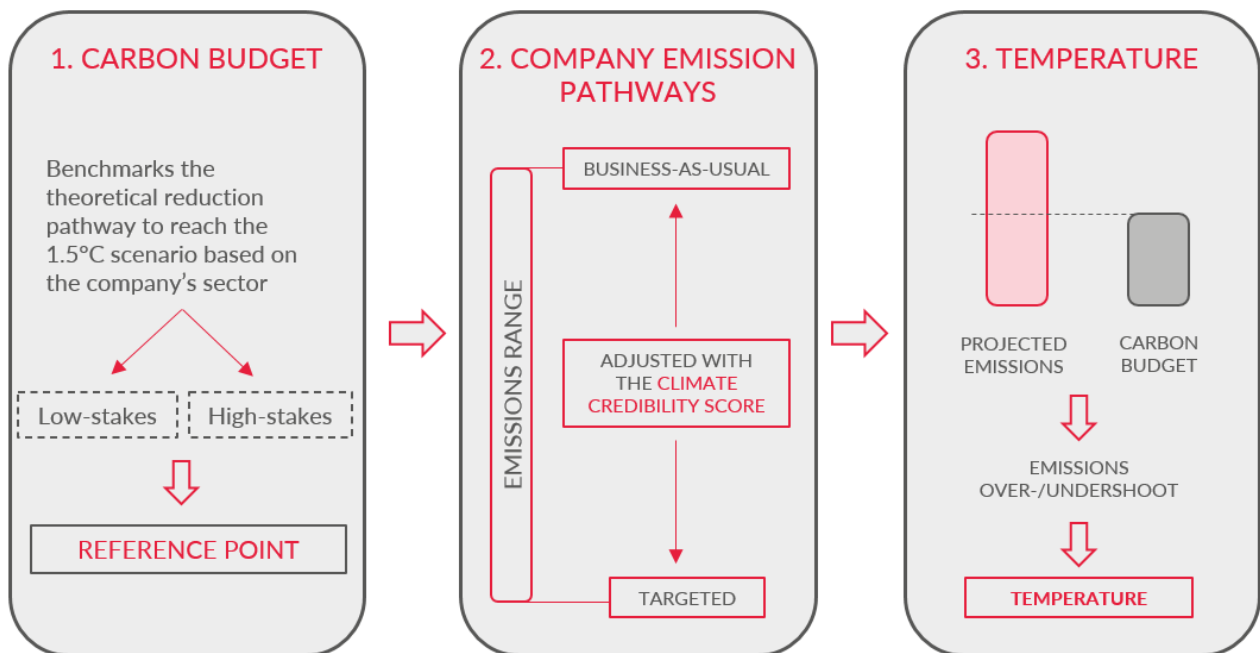 1. CARBON BUDGET
Benchmarks the
theoretical reduction
pathway to reach the
1.5°C scenario based on
the company's sector
Low-stakes
High-stakes
REFERENCE POINT
2. COMPANY EMISSION
PATHWAYS
EMISSIONS RANGE
BUSINESS-AS-USUAL
ADJUSTED WITH
THE CLIMATE
CREDIBILITY SCORE
TARGETED
3. TEMPERATURE
PROJECTED
EMISSIONS
CARBON
BUDGET
EMISSIONS
OVER-/UNDERSHOOT
TEMPERATURE